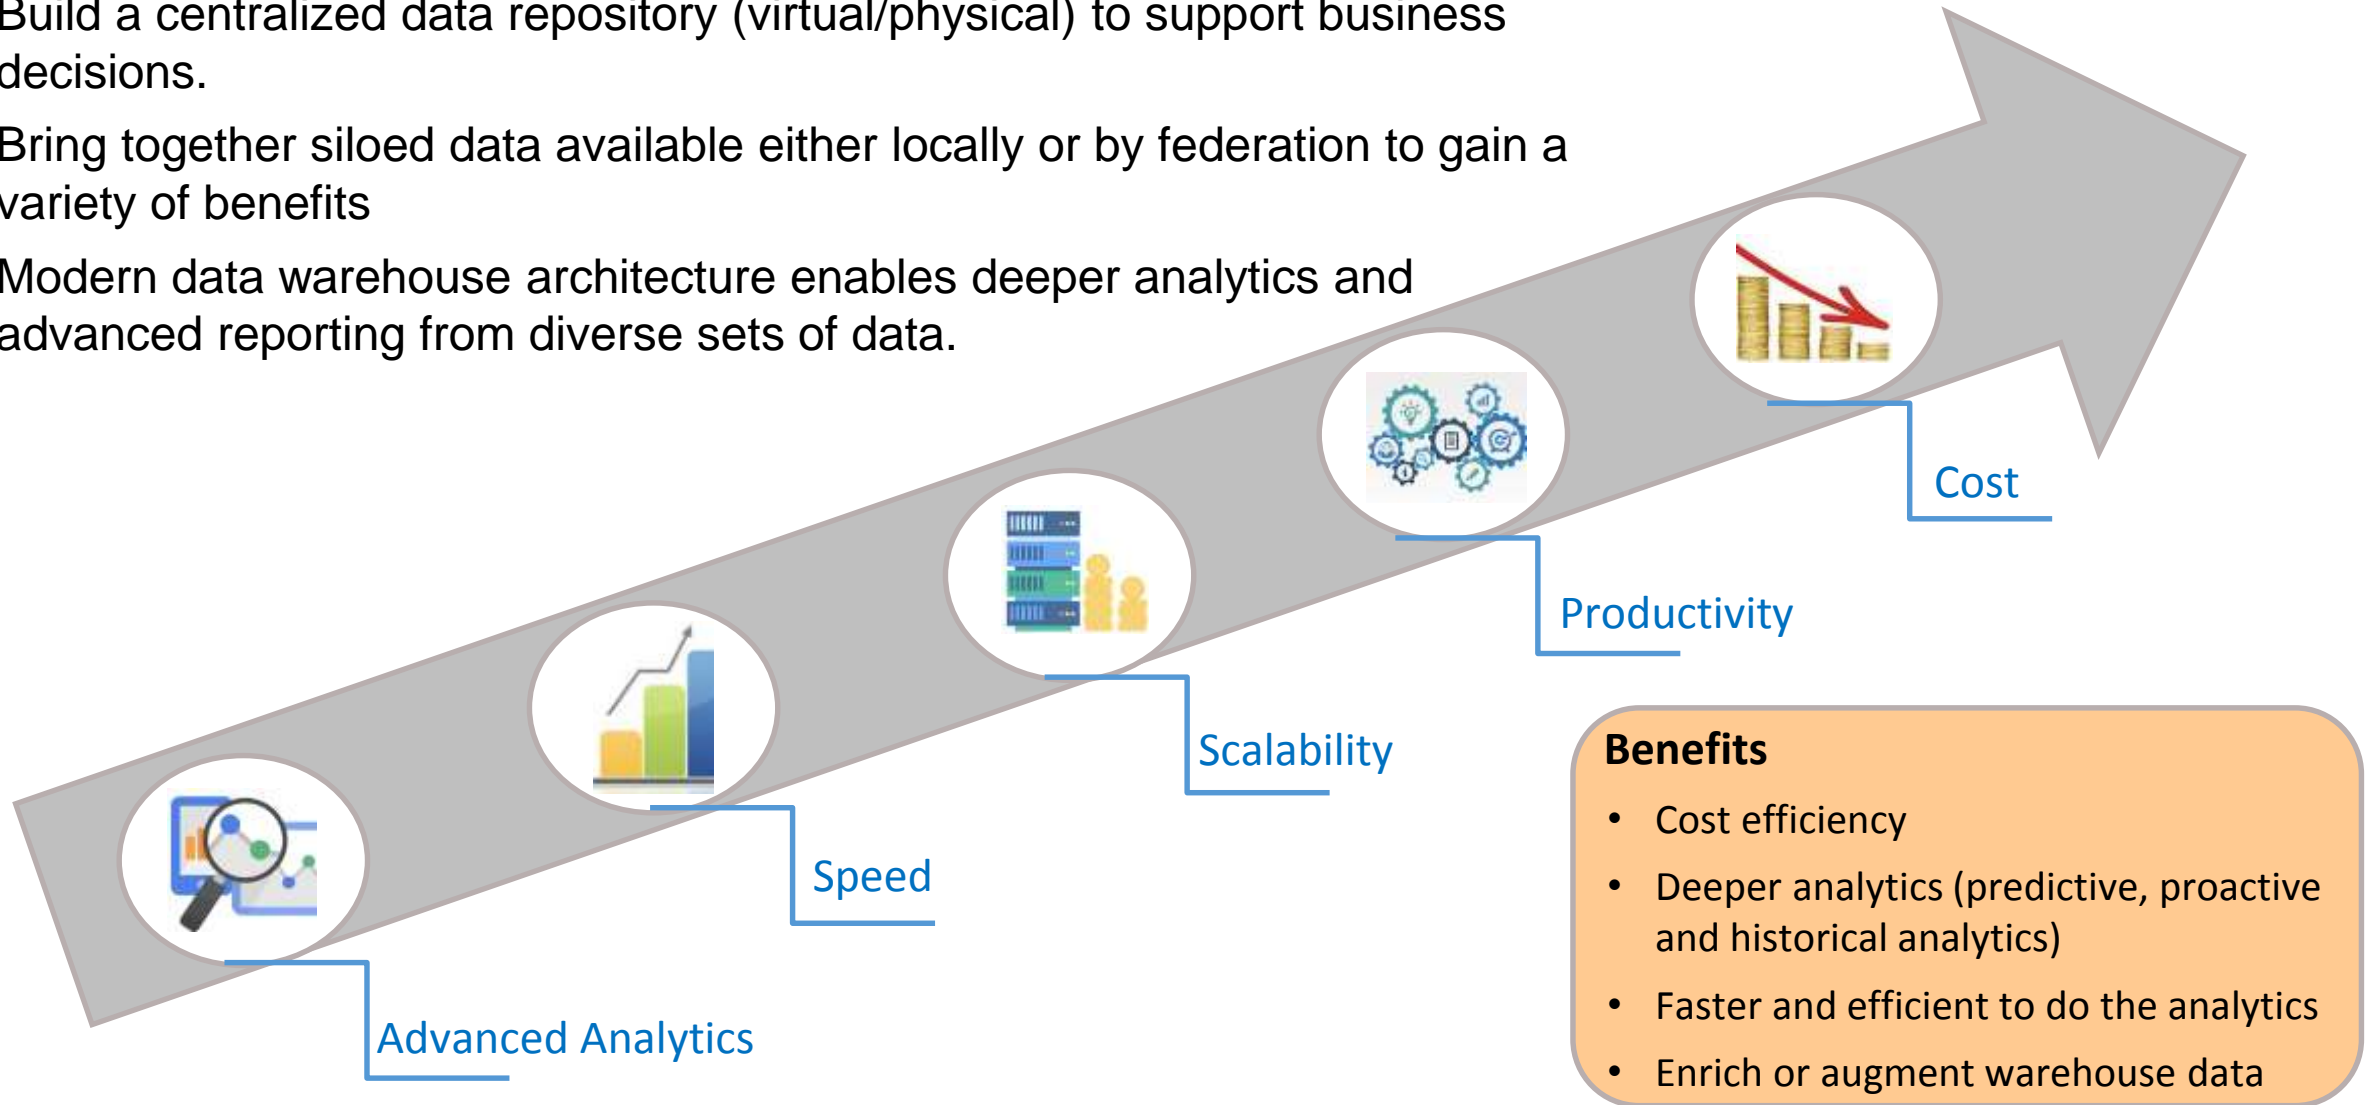 Build a centralized data repository (virtual/physical) to support business
decisions.
Bring together siloed data available either locally or by federation to gain a
variety of benefits
Modern data warehouse architecture enables deeper analytics and
advanced reporting from diverse sets of data.
Cost
Productivity
Scalability
Speed
Advanced Analytics
Benefits
• Cost efficiency
• Deeper analytics (predictive, proactive
and historical analytics)
• Faster and efficient to do the analytics
• Enrich or augment warehouse data